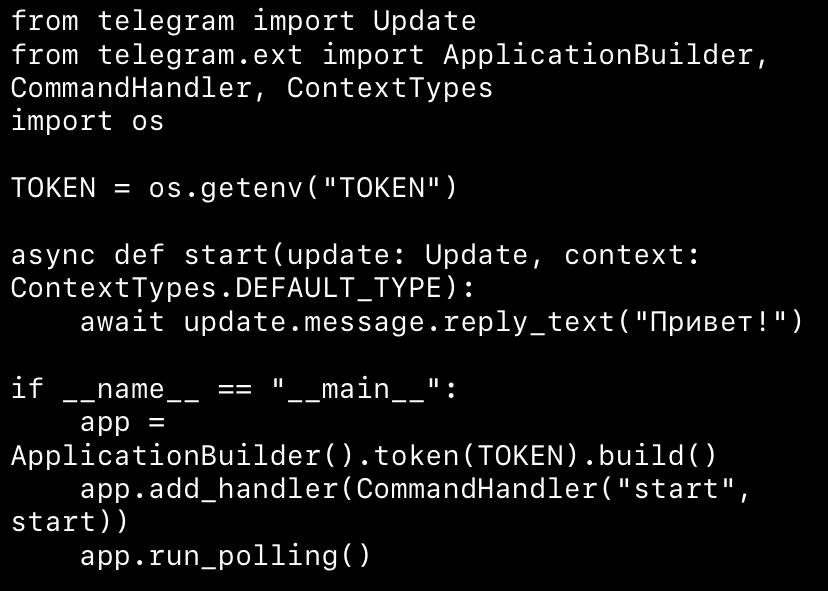 from telegram import Update
from telegram.ext import ApplicationBuilder,
CommandHandler, ContextTypes
import os

TOKEN = os.getenv("TOKEN")

async def start(update: Update, context:
ContextTypes.DEFAULT_TYPE):
    await update.message.reply_text("Привет!")

if __name__ == "__main__":
    app =
ApplicationBuilder().token(TOKEN).build()
    app.add_handler(CommandHandler("start",
start))
    app.run_polling()